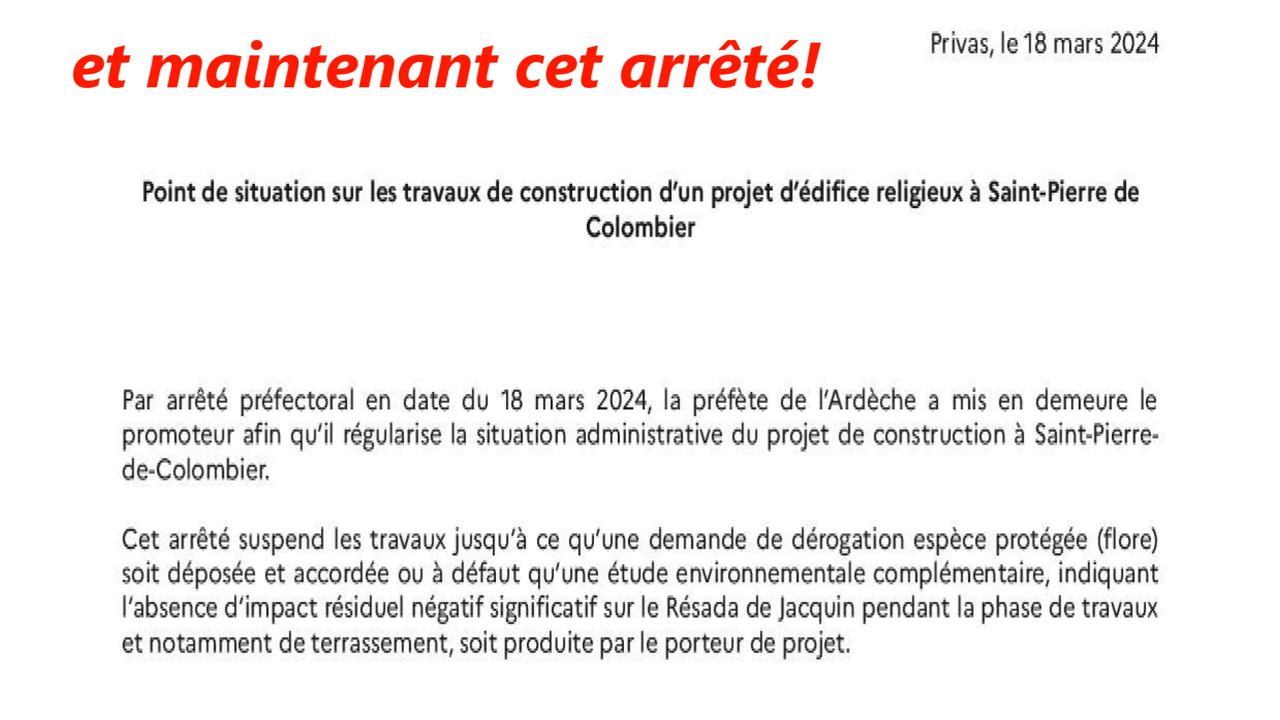 et maintenant cet arrêté!
Privas, le 18 mars 2024
Point de situation sur les travaux de construction d'un projet d'édifice religieux à Saint-Pierre de
Colombier
Par arrêté préfectoral en date du 18 mars 2024, la préfète de l'Ardèche a mis en demeure le
promoteur afin qu'il régularise la situation administrative du projet de construction à Saint-Pierre-
de-Colombier.
Cet arrêté suspend les travaux jusqu'à ce qu'une demande de dérogation espèce protégée (flore)
soit déposée et accordée ou à défaut qu'une étude environnementale complémentaire, indiquant
l'absence d'impact résiduel négatif significatif sur le Résada de Jacquin pendant la phase de travaux
et notamment de terrassement, soit produite par le porteur de projet.